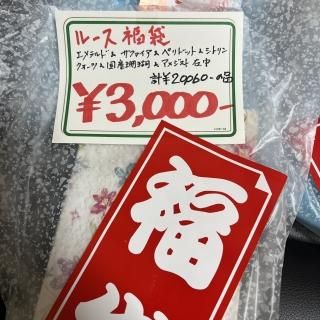 ルース福袋
エメラルド&サファイア&ペリドット&シトリン
クォーツ&国産珊瑚&アメジスト在中
計¥20060-の品
¥3,000-
福